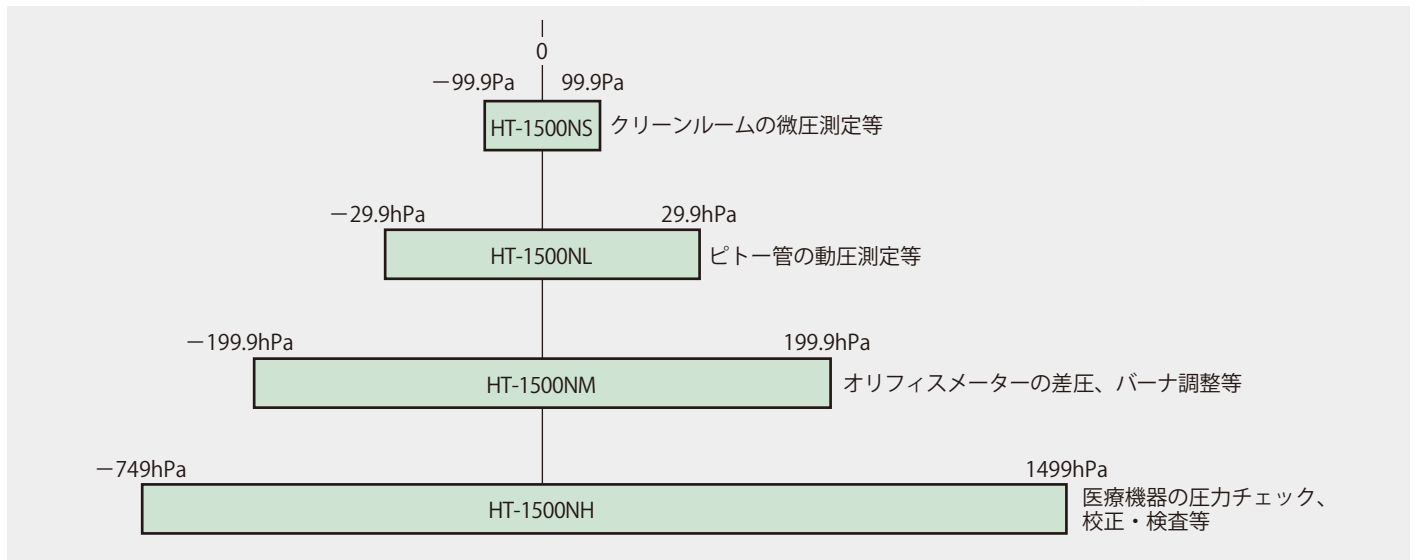 0
－99.9Pa 99.9Pa
HT-1500NS クリーンルームの微圧測定等
－29.9hPa 29.9hPa
HT-1500NL ピトー管の動圧測定等
－199.9hPa 199.9hPa
HT-1500NM オリフィスメーターの差圧、バーナ調整等
－749hPa 1499hPa
HT-1500NH 医療機器の圧力チェック、
校正・検査等